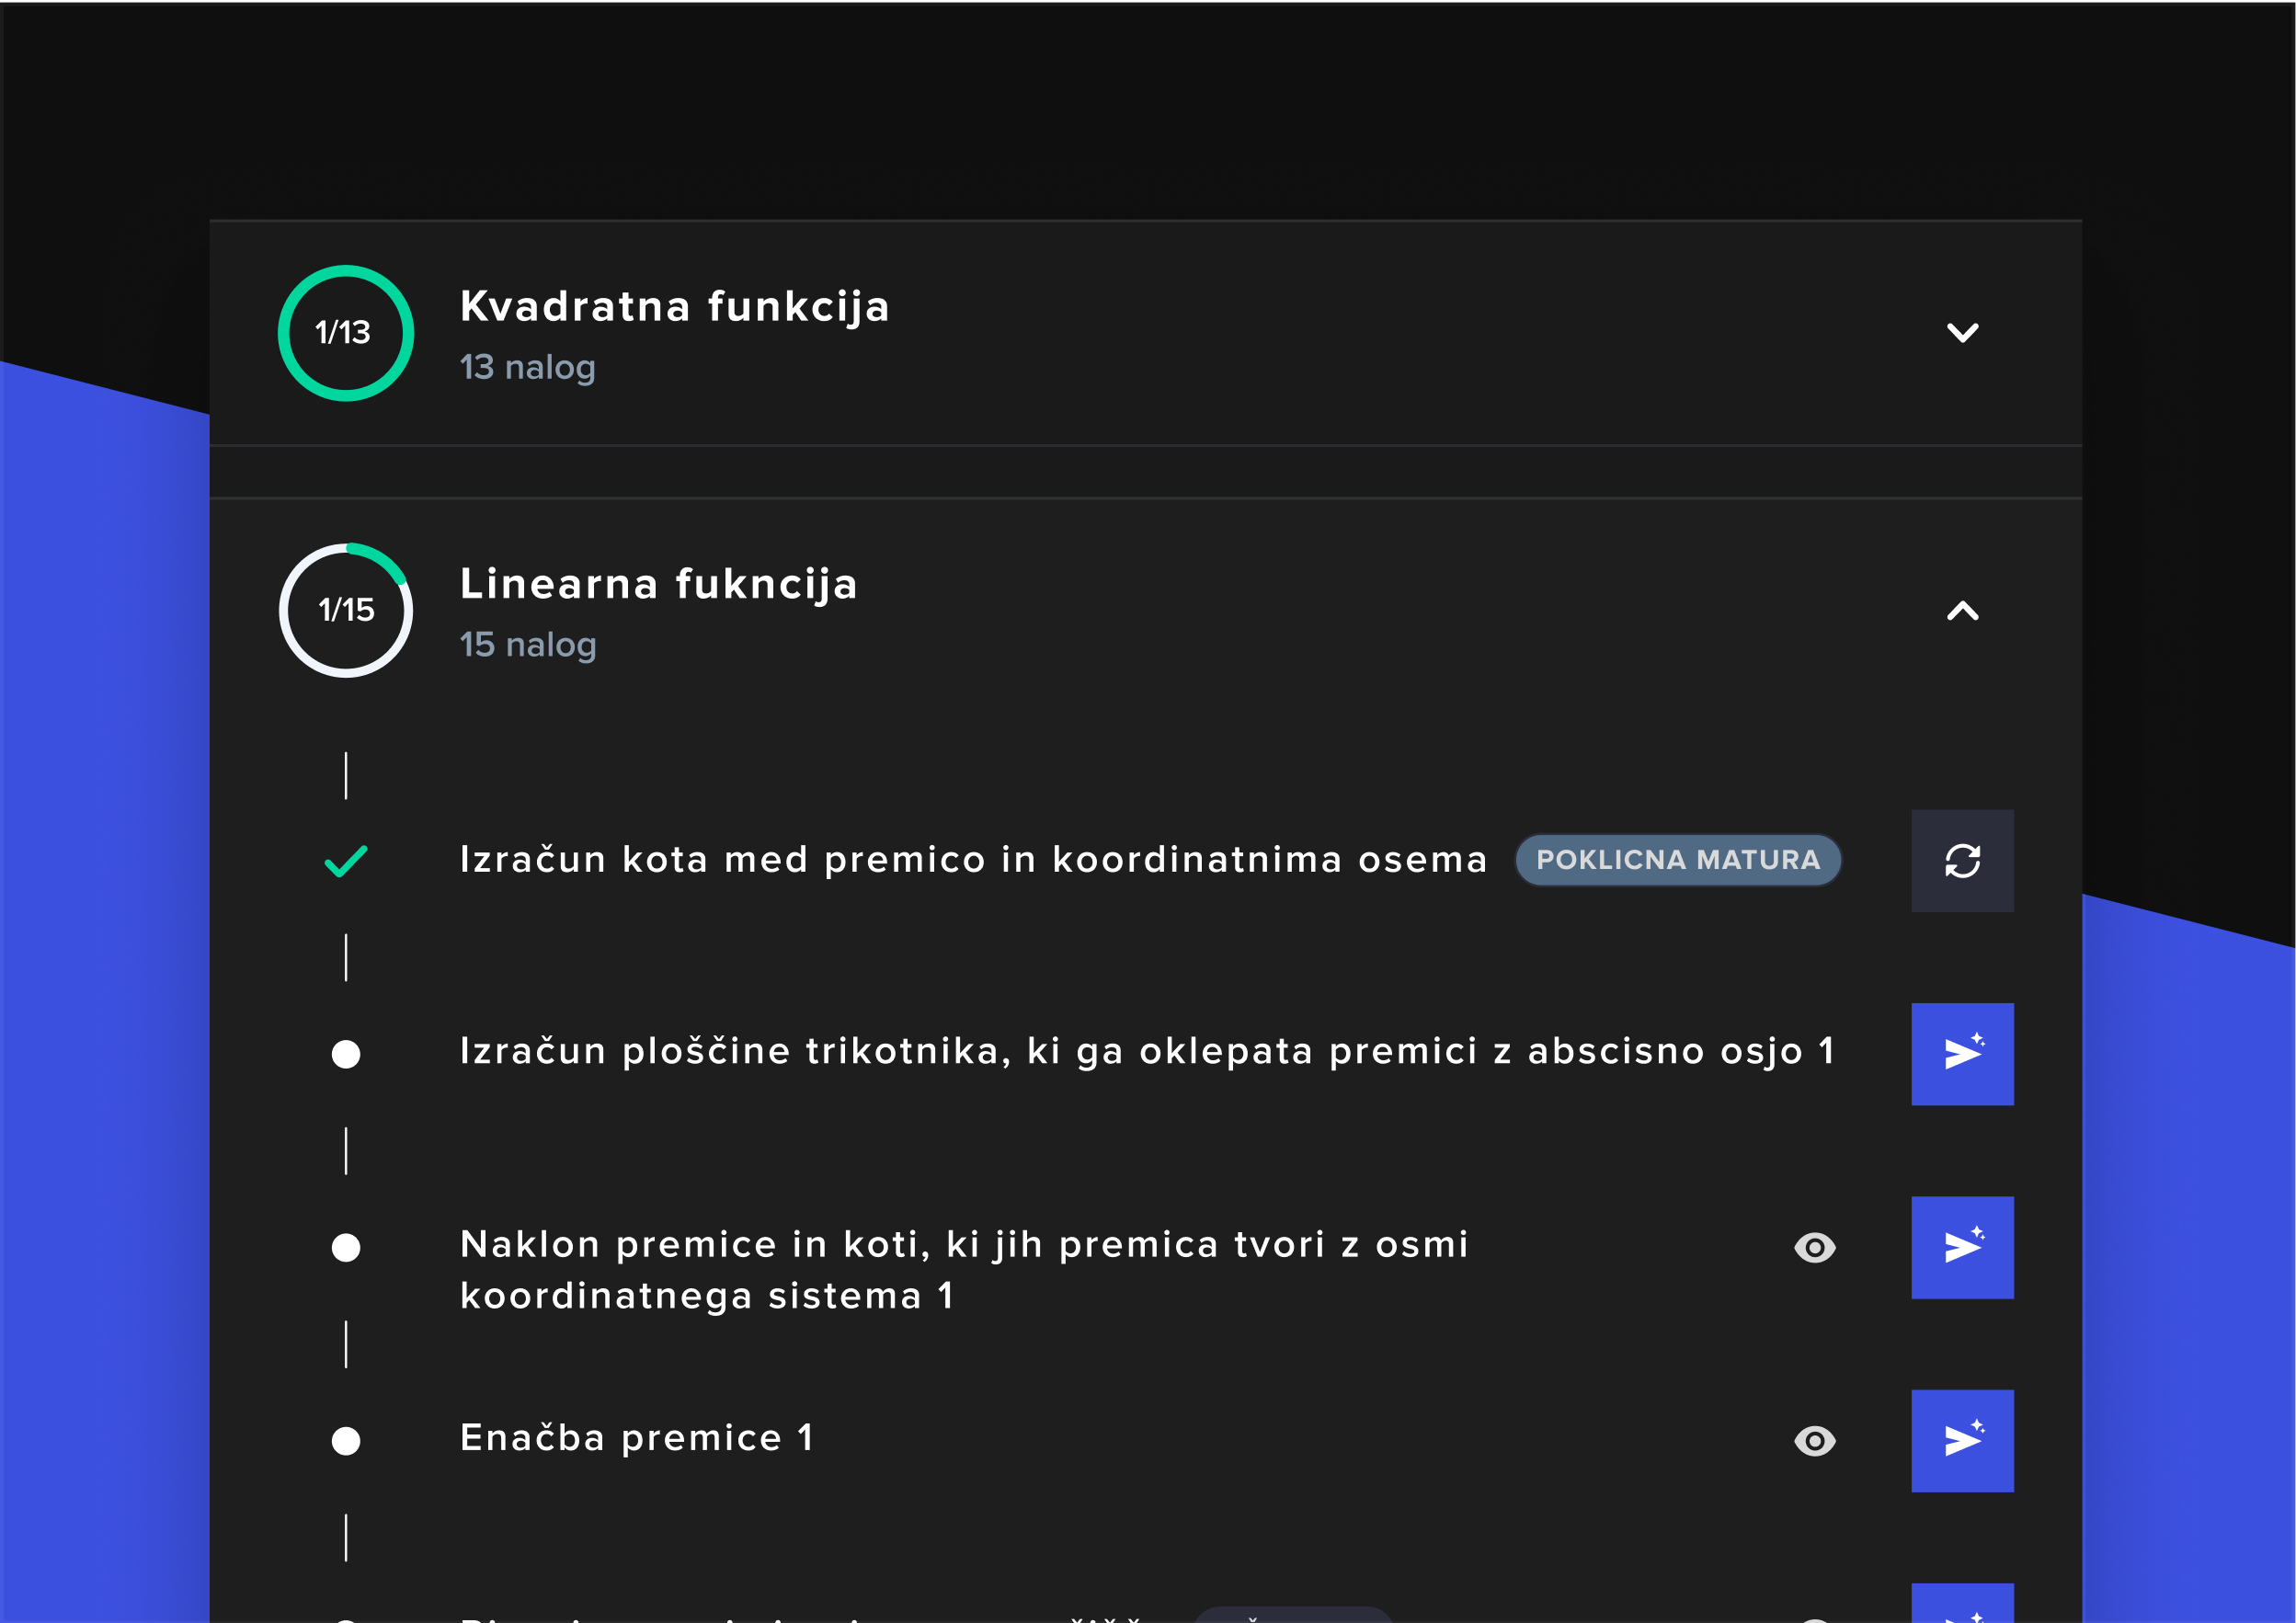 1/13
Kvadratna funkcija
13 nalog
1/15
Linearna fukncija
15 nalog
Izračun kota med premico in koordinatnima osema
POKLICNA MATURA
Izračun ploščine trikotnika, ki ga oklepata premici z abscisno osjo 1
Naklon premice in koti, ki jih premica tvori z osmi
koordinatnega sistema 1
Enačba premice 1